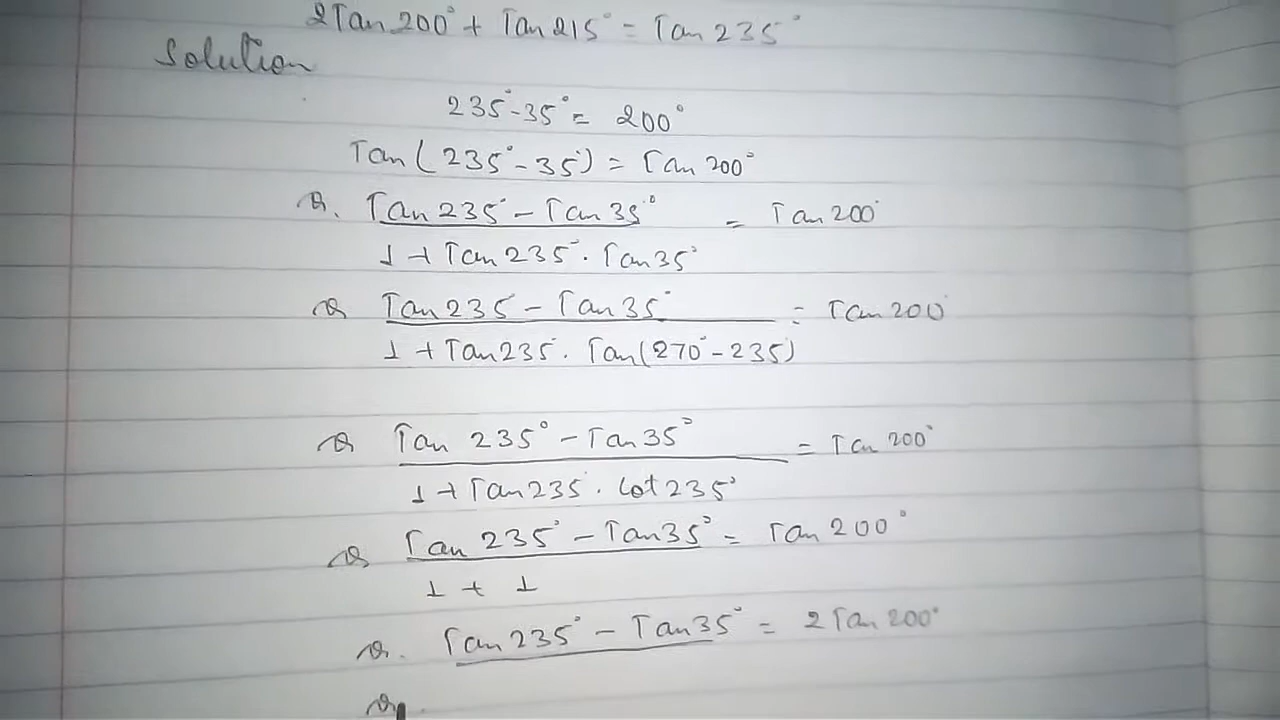 2Tan 200° + Tan 215° = Tan 235°
Solution
235° - 35° = 200°
Tan (235° - 35°) = Tan 200°
Tan 235° - Tan 35° = Tan 200°
1 + Tan 235° . Tan 35°
Tan 235 - Tan 35° = Tan 200
1 + Tan 235 . Tan (270° - 235)
Tan 235° - Tan 35° = Tan 200°
1 + Tan 235 . Cot 235°
Tan 235° - Tan 35° = Tan 200°
1 + 1
Tan 235° - Tan 35° = 2Tan 200°